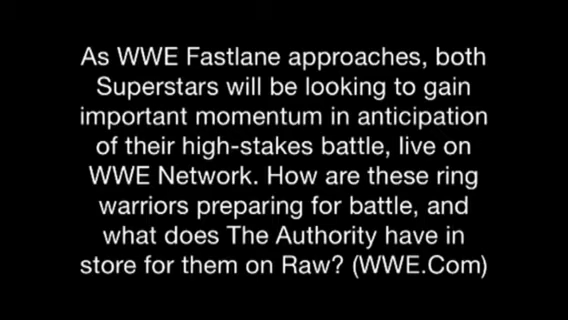 As WWE Fastlane approaches, both
Superstars will be looking to gain
important momentum in anticipation
of their high-stakes battle, live on
WWE Network. How are these ring
warriors preparing for battle, and
what does The Authority have in
store for them on Raw? (WWE.Com)